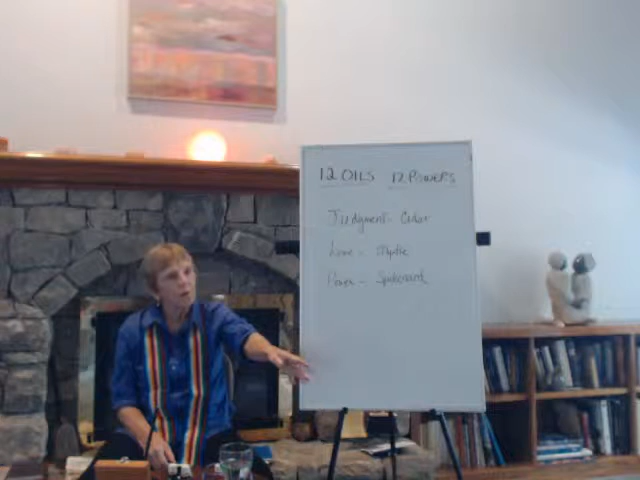 12 OILS 12 POWERS
Judgment - Cedar
Love - Myrtle
Power - Spikenard